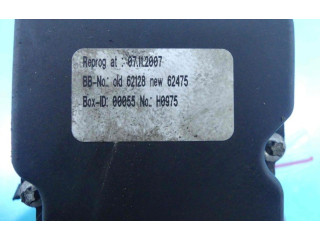 Reprog at : 07.11.2007
BB-No.: old 62128 new 62475
Box-ID: 00055 No.: H0975